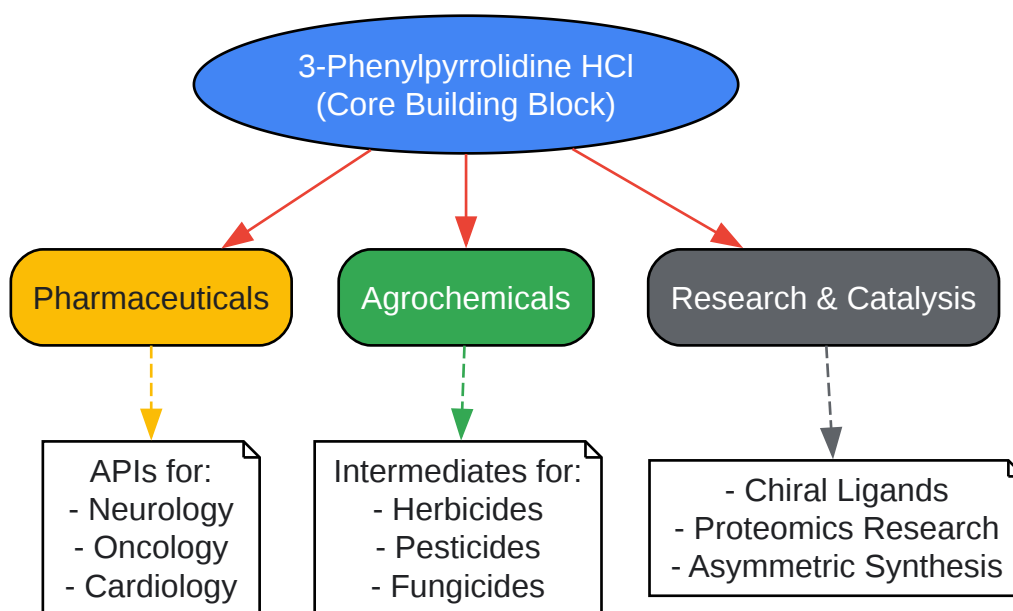 3-Phenylpyrrolidine HCl
(Core Building Block)
Pharmaceuticals
Agrochemicals
Research & Catalysis
APIs for:
- Neurology
- Oncology
- Cardiology
Intermediates for:
- Herbicides
- Pesticides
- Fungicides
- Chiral Ligands
- Proteomics Research
- Asymmetric Synthesis